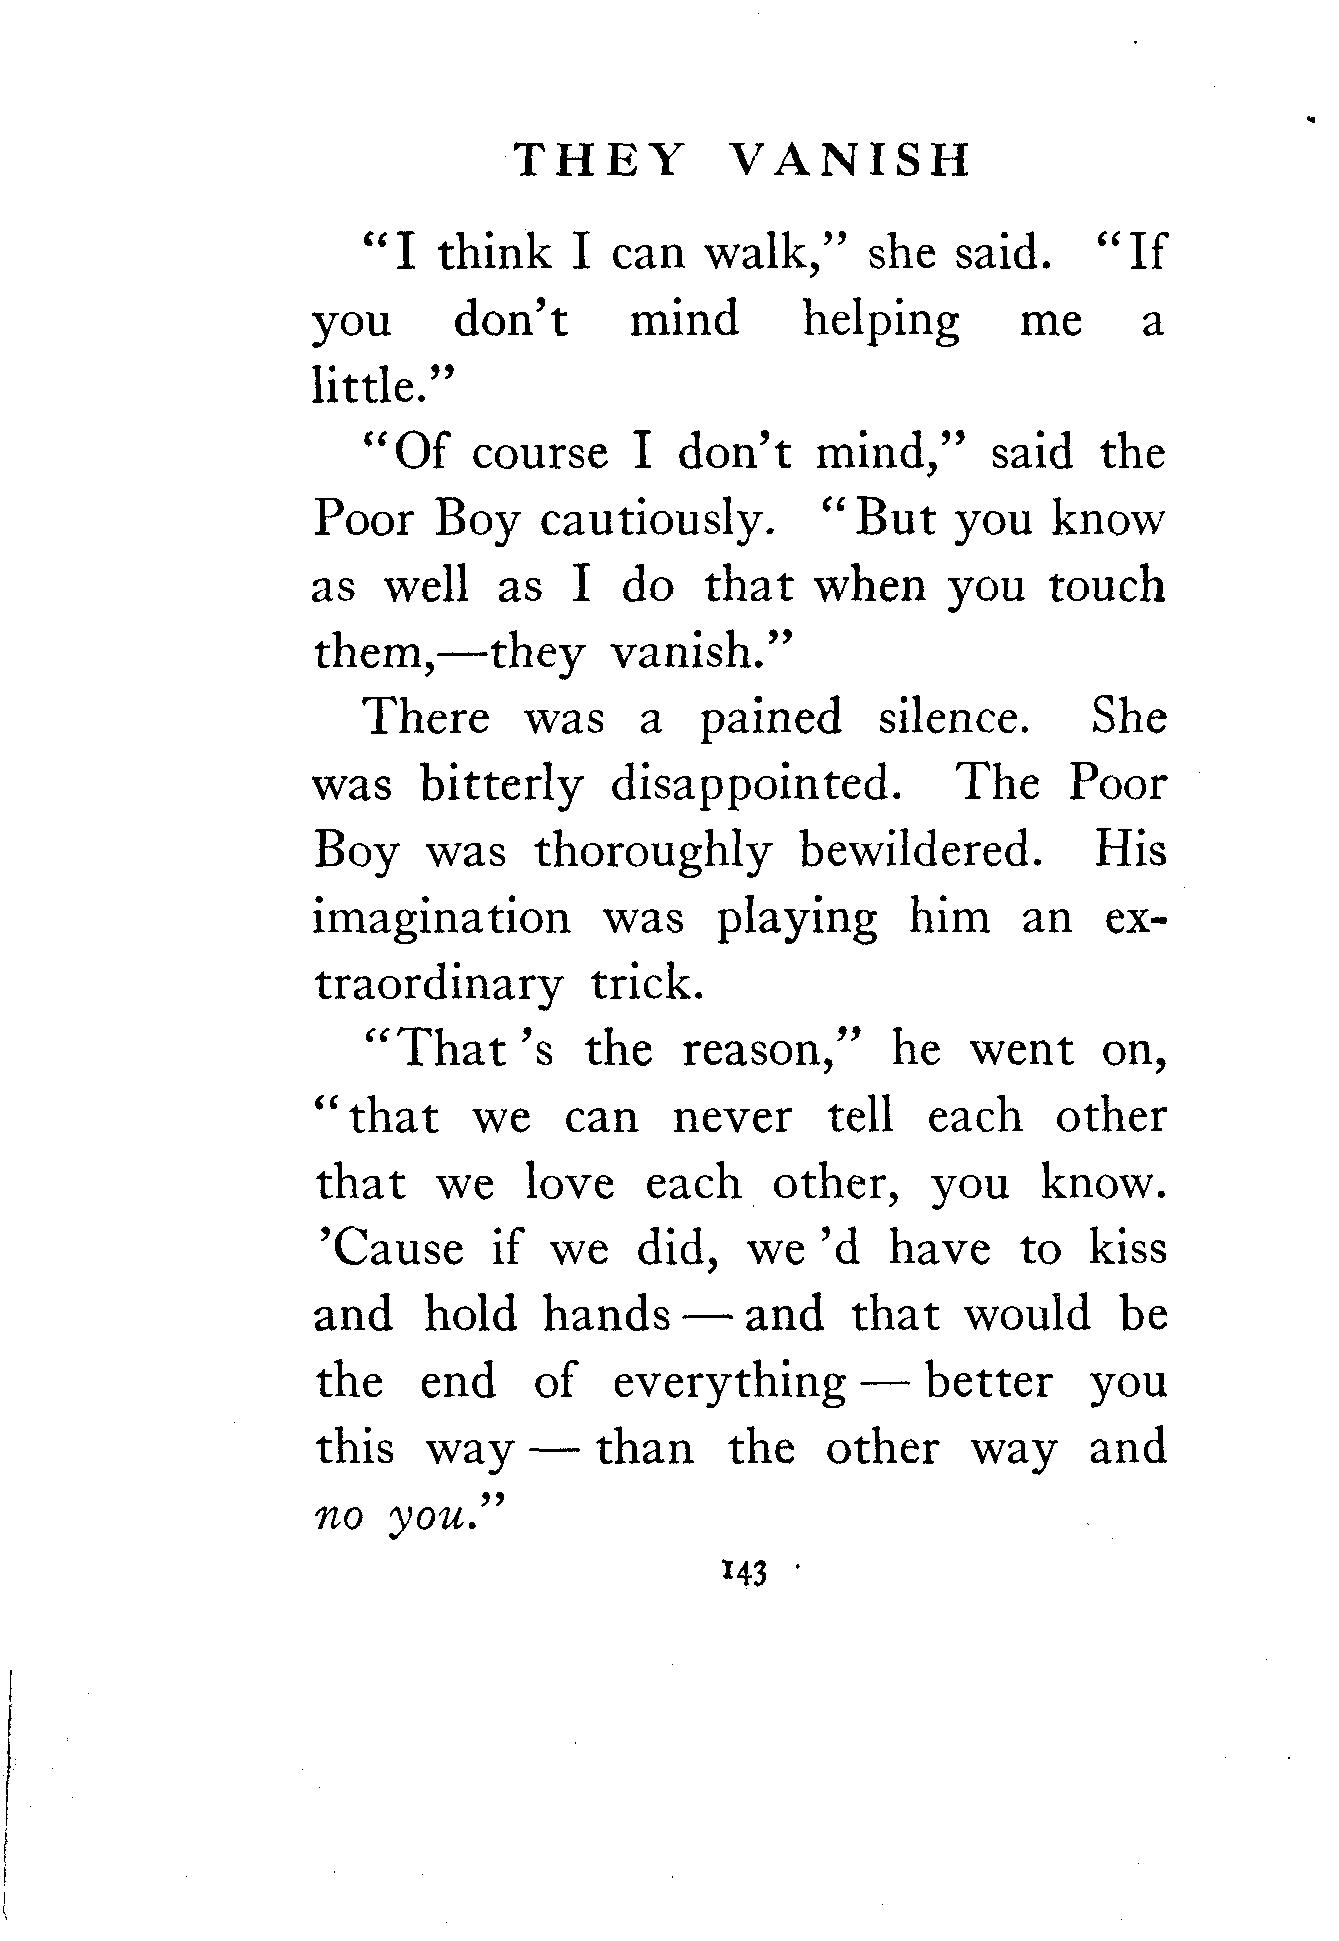 THEY VANISH
“I think I can walk,” she said. “If
you don’t mind helping me a
little.”
“Of course I don’t mind,” said the
Poor Boy cautiously. “But you know
as well as I do that when you touch
them,—they vanish.”
There was a pained silence. She
was bitterly disappointed. The Poor
Boy was thoroughly bewildered. His
imagination was playing him an ex-
traordinary trick.
“That ’s the reason,” he went on,
“that we can never tell each other
that we love each other, you know.
’Cause if we did, we ’d have to kiss
and hold hands — and that would be
the end of everything — better you
this way — than the other way and
no you.”
143